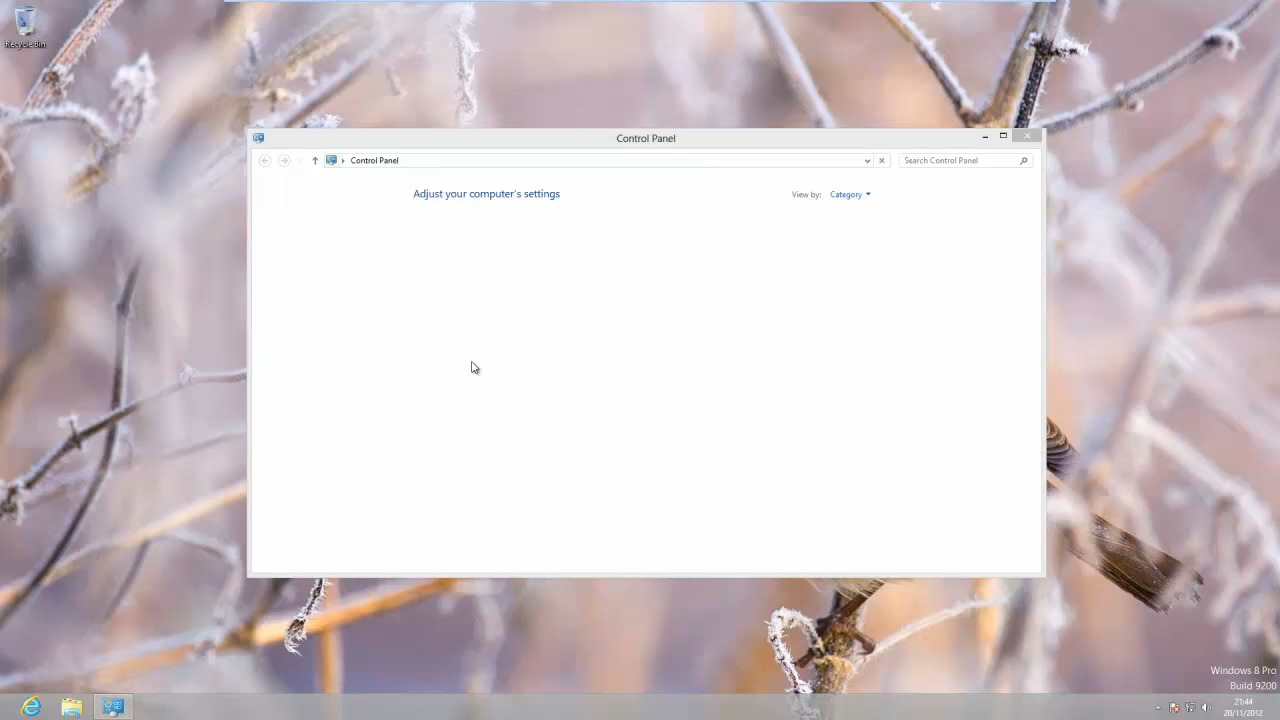 Recycle Bin
Control Panel
Control Panel
Search Control Panel
Adjust your computer's settings
View by: Category
Windows 8 Pro
Build 9200
21:44
20/11/2012